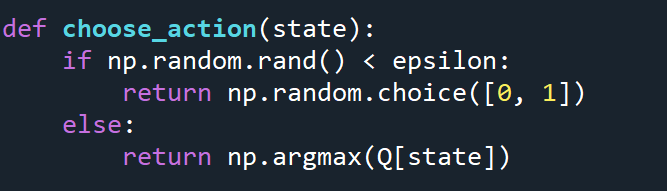 def choose_action(state):
    if np.random.rand() < epsilon:
        return np.random.choice([0, 1])
    else:
        return np.argmax(Q[state])